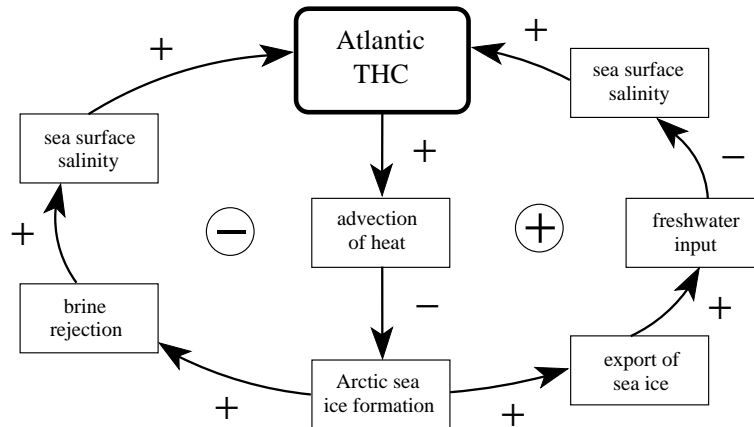 Atlantic
THC
+
+
sea surface
salinity
sea surface
salinity
+
−
+
−
+
advection
of heat
freshwater
input
brine
rejection
−
+
export of
sea ice
Arctic sea
ice formation
+
+